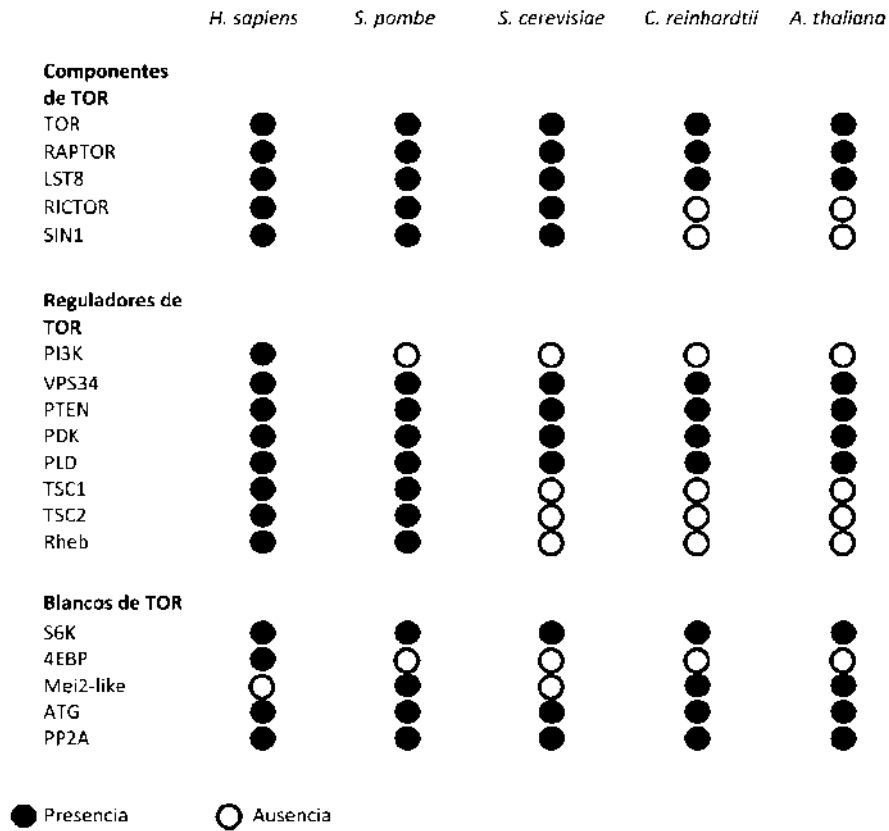 H. sapiens S. pombe S. cerevisiae C. reinhardtii A. thaliana
Componentes
de TOR
TOR
RAPTOR
LST8
RICTOR
SIN1
Reguladores de
TOR
PI3K
VPS34
PTEN
PDK
PLD
TSC1
TSC2
Rheb
Blancos de TOR
S6K
4EBP
Mei2-like
ATG
PP2A
Presencia Ausencia